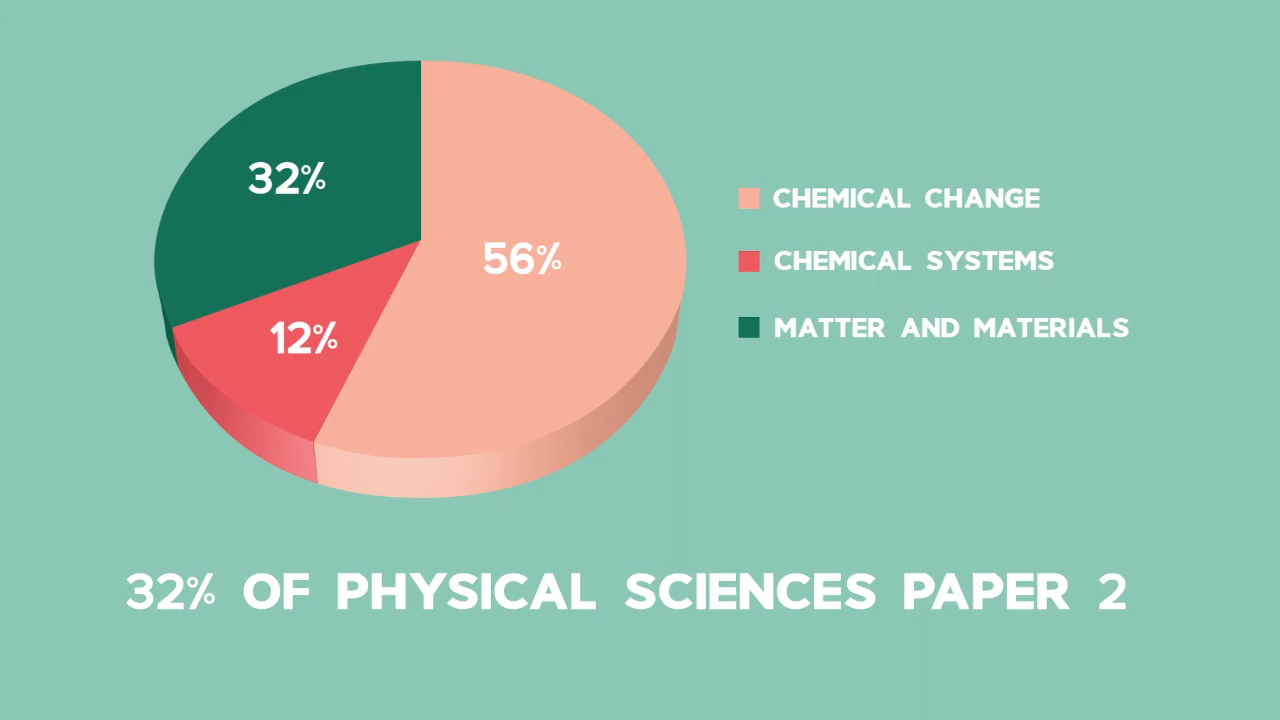 32%
56%
12%
CHEMICAL CHANGE
CHEMICAL SYSTEMS
MATTER AND MATERIALS
32% OF PHYSICAL SCIENCES PAPER 2